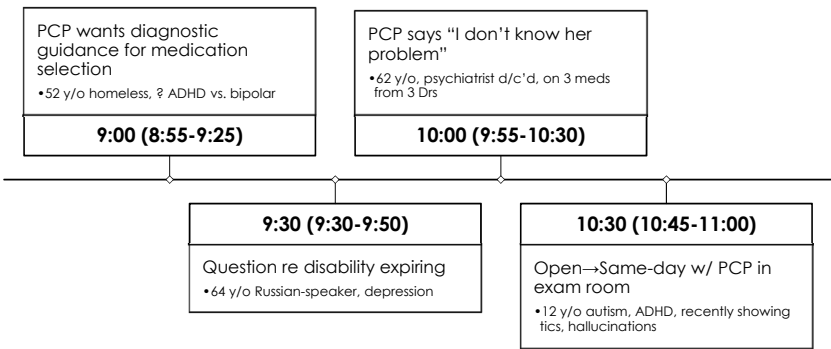 PCP wants diagnostic
guidance for medication
selection
•52 y/o homeless, ? ADHD vs. bipolar
9:00 (8:55-9:25)
9:30 (9:30-9:50)
Question re disability expiring
•64 y/o Russian-speaker, depression
PCP says “I don’t know her
problem”
•62 y/o, psychiatrist d/c’d, on 3 meds
from 3 Drs
10:00 (9:55-10:30)
10:30 (10:45-11:00)
Open→Same-day w/ PCP in
exam room
•12 y/o autism, ADHD, recently showing
tics, hallucinations